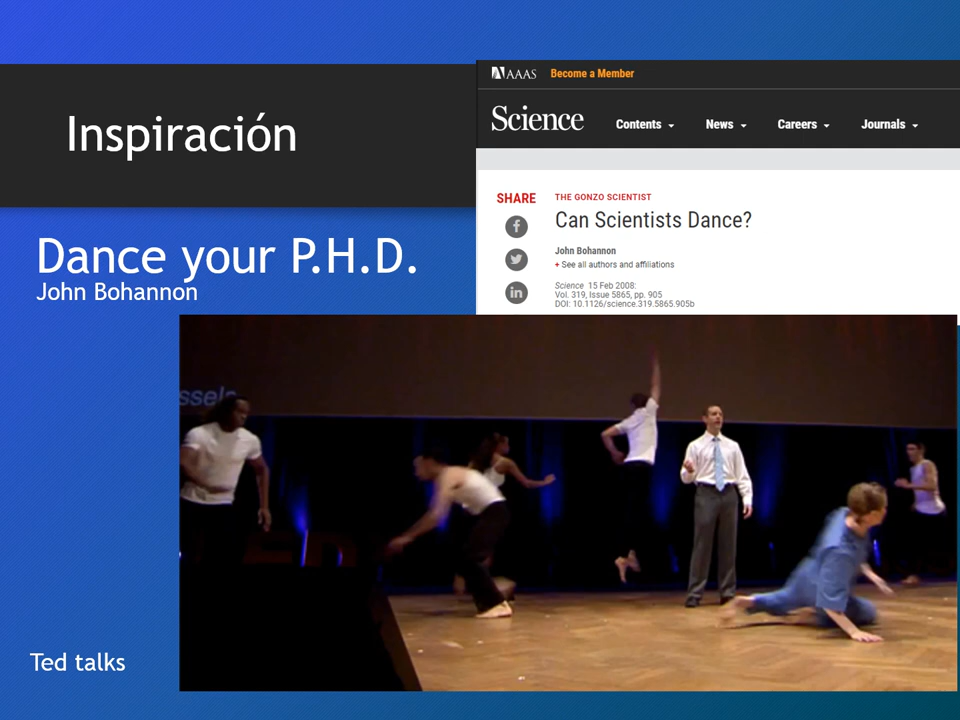 Inspiración
Dance your P.H.D.
John Bohannon
AAAS Become a Member
Science Contents News Careers Journals
SHARE
THE GONZO SCIENTIST
Can Scientists Dance?
John Bohannon
+ See all authors and affiliations
Science 15 Feb 2008:
Vol. 319, Issue 5865, pp. 905
DOI: 10.1126/science.319.5865.905b
ssels
Ted talks